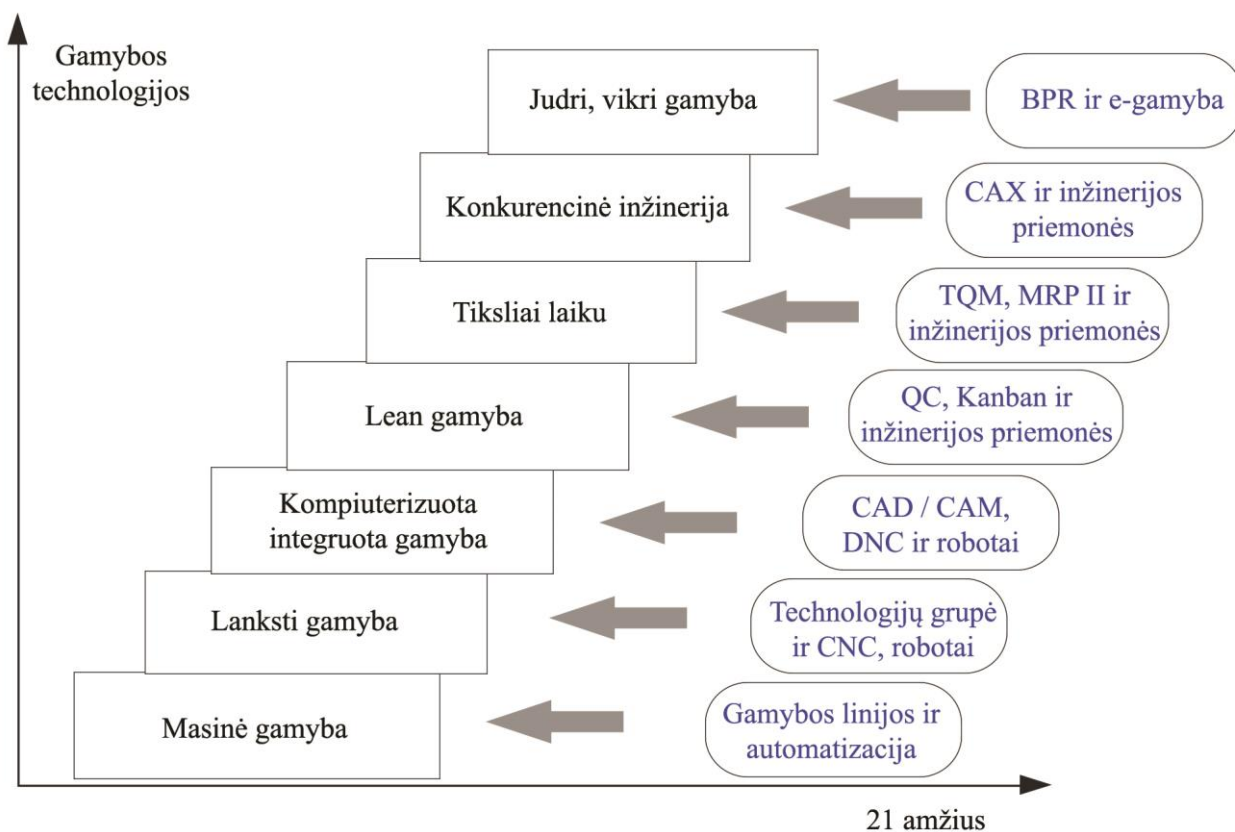 Gamybos
technologijos
Judri, vikri gamyba
BPR ir e-gamyba
Konkurencinė inžinerija
CAX ir inžinerijos
priemonės
Tiksliai laiku
TQM, MRP II ir
inžinerijos priemonės
Lean gamyba
QC, Kanban ir
inžinerijos priemonės
Kompiuterizuota
integruota gamyba
CAD / CAM,
DNC ir robotai
Lanksti gamyba
Technologijų grupė
ir CNC, robotai
Masinė gamyba
Gamybos linijos ir
automatizacija
21 amžius